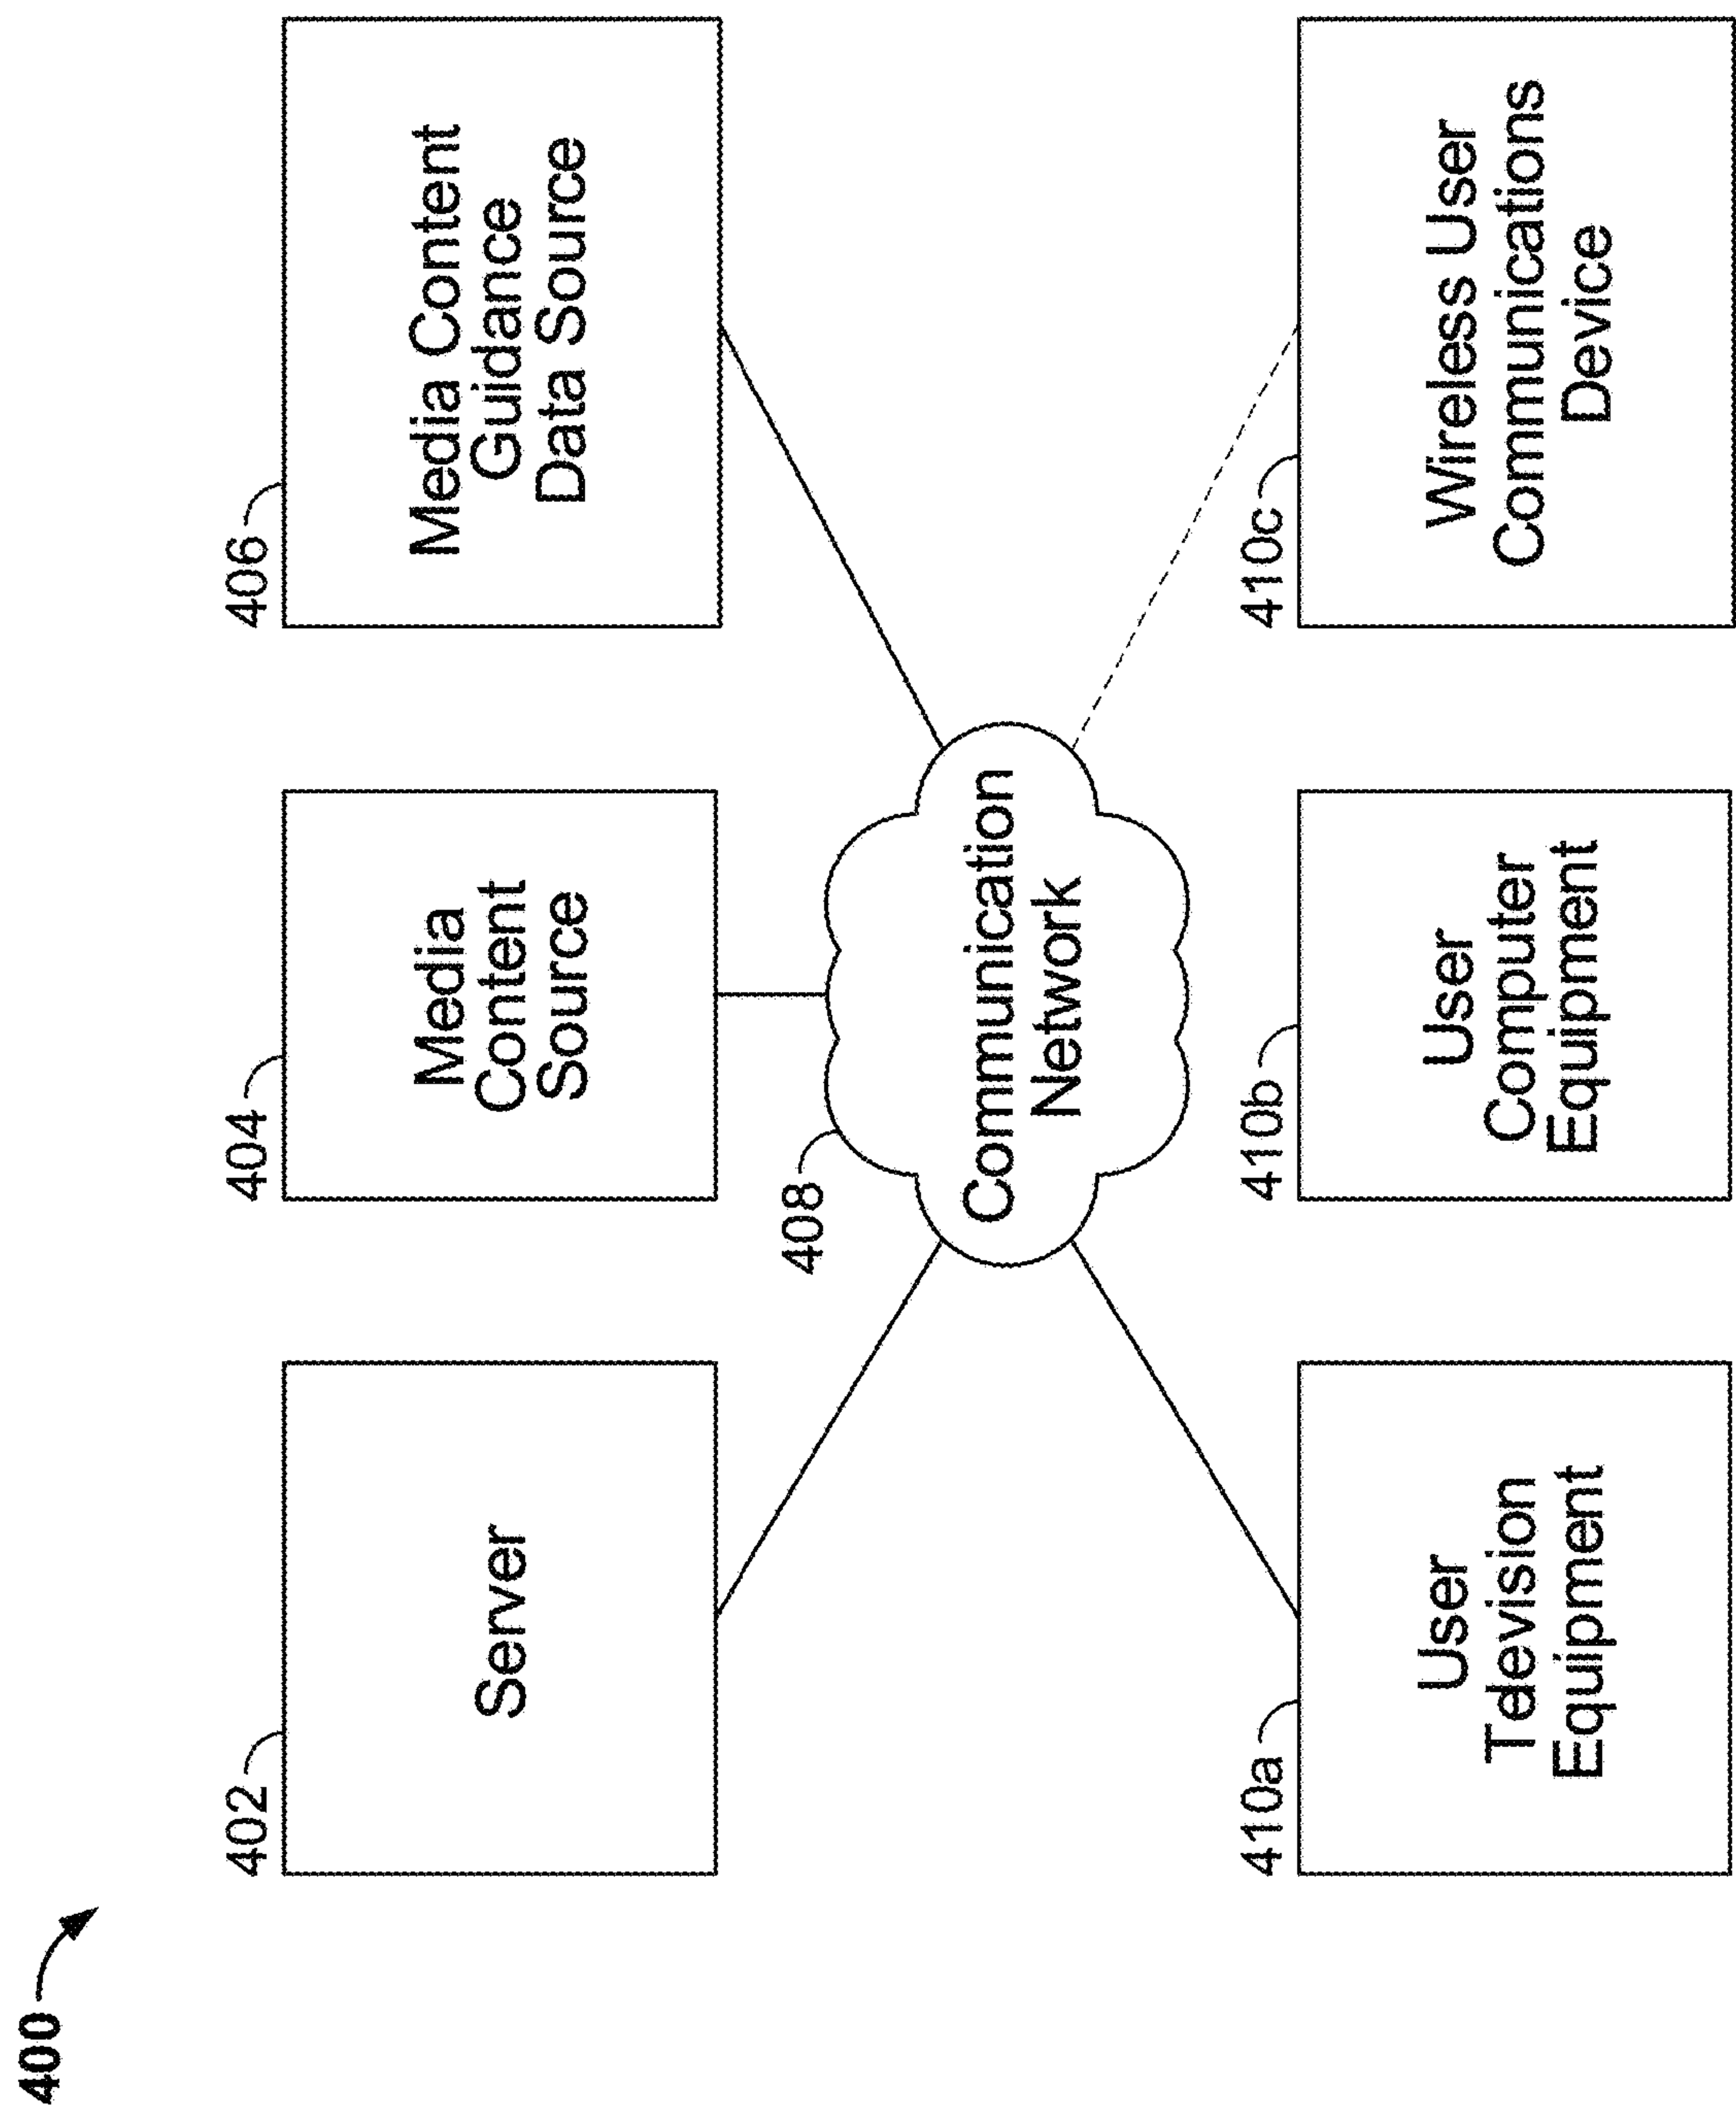 400
402
Server
404
Media
Content
Source
406
Media Content
Guidance
Data Source
408
Communication
Network
410a
User
Television
Equipment
410b
User
Computer
Equipment
410c
Wireless User
Communications
Device